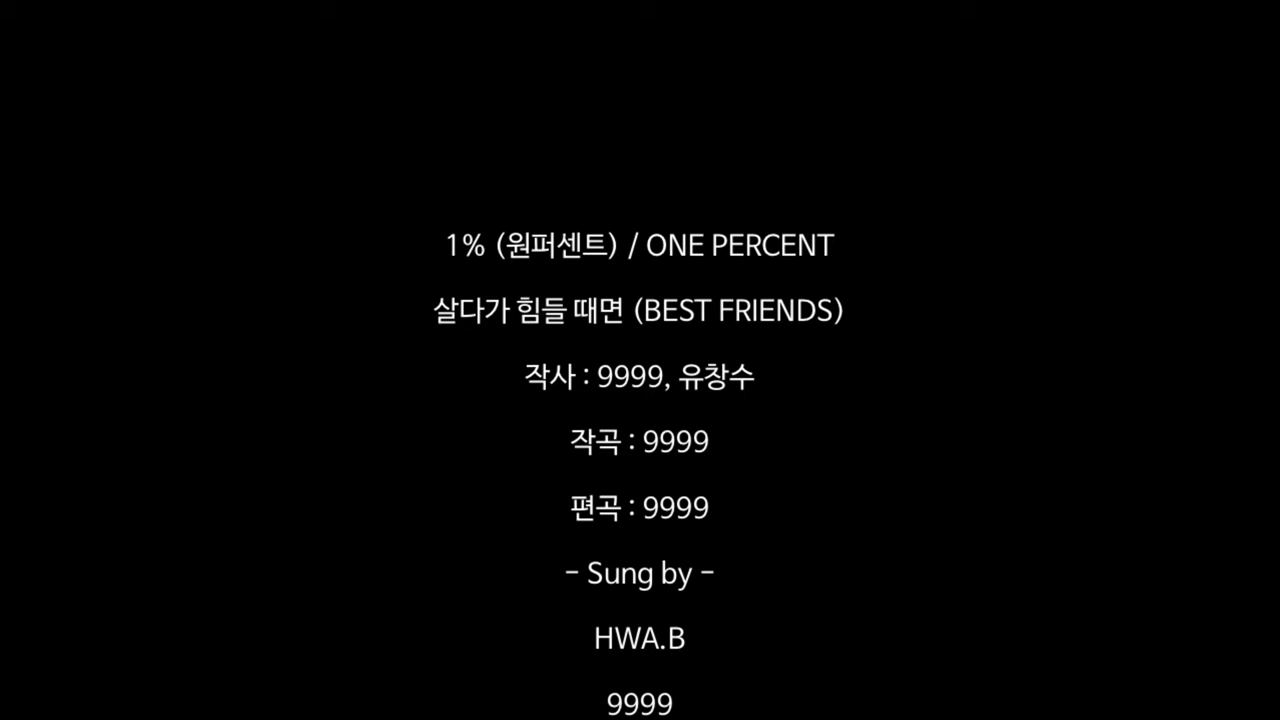 1% (원퍼센트) / ONE PERCENT
살다가 힘들 때면 (BEST FRIENDS)
작사 : 9999, 유창수
작곡 : 9999
편곡 : 9999
- Sung by -
HWA.B
9999